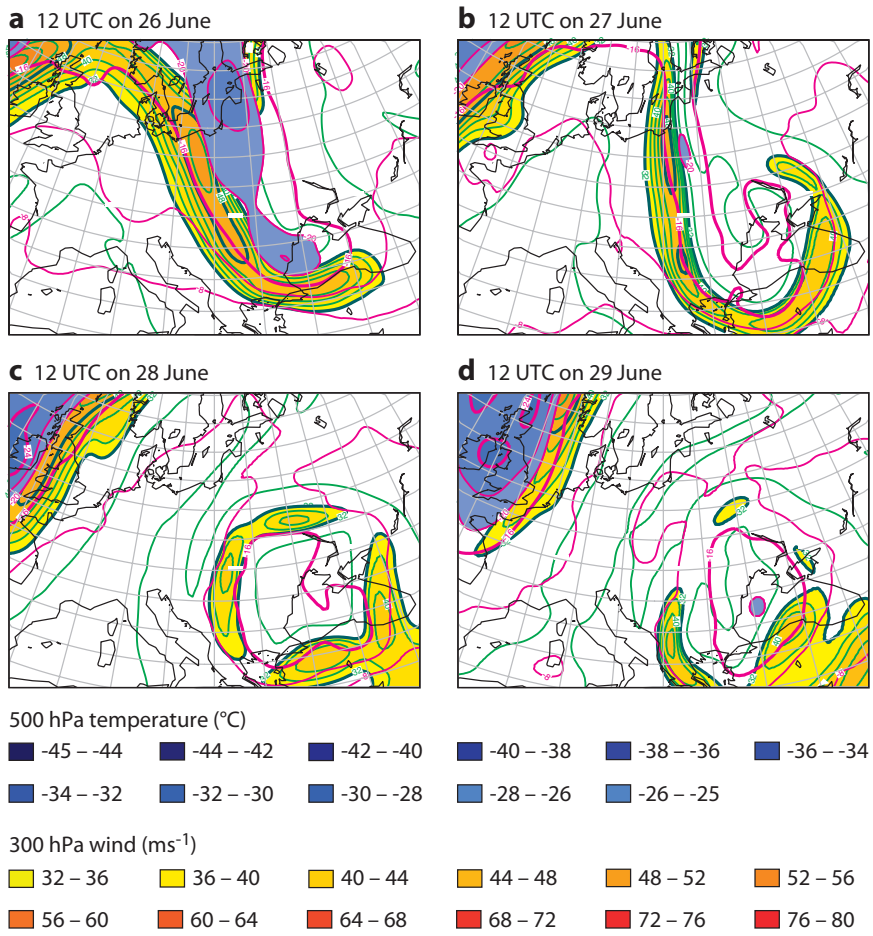 a 12 UTC on 26 June
b 12 UTC on 27 June
c 12 UTC on 28 June
d 12 UTC on 29 June
500 hPa temperature (°C)
-45 – -44 -44 – -42 -42 – -40 -40 – -38 -38 – -36 -36 – -34
-34 – -32 -32 – -30 -30 – -28 -28 – -26 -26 – -25
300 hPa wind (ms⁻¹)
32 – 36 36 – 40 40 – 44 44 – 48 48 – 52 52 – 56
56 – 60 60 – 64 64 – 68 68 – 72 72 – 76 76 – 80